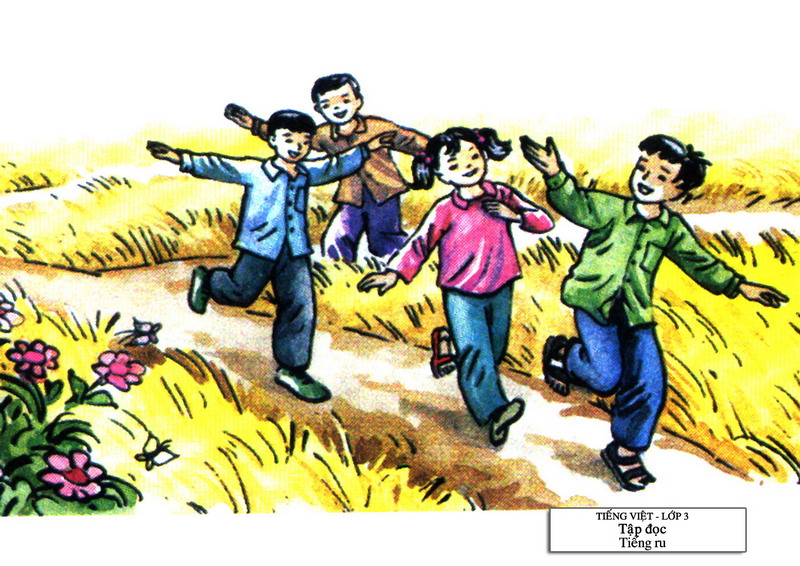 TIẾNG VIỆT - LỚP 3
Tập đọc
Tiếng ru